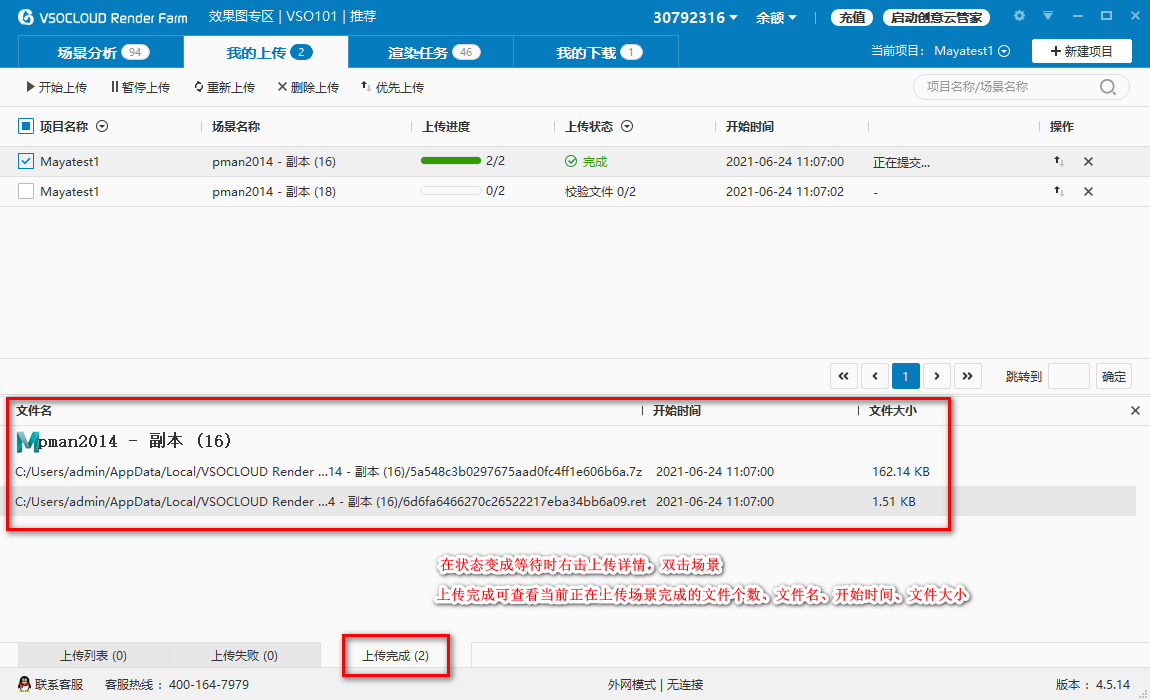 VSOCLOUD Render Farm 效果图专区 | VSO101 | 推荐 30792316 余额 充值 启动创意云管家
场景分析 94 我的上传 2 渲染任务 46 我的下载 1 当前项目： Mayatest1 新建项目
开始上传 暂停上传 重新上传 删除上传 优先上传 项目名称/场景名称
项目名称 场景名称 上传进度 上传状态 开始时间 操作
Mayatest1 pman2014 - 副本 (16) 2/2 完成 2021-06-24 11:07:00 正在提交...
Mayatest1 pman2014 - 副本 (18) 0/2 校验文件 0/2 2021-06-24 11:07:02 -
1 跳转到 确定
文件名 开始时间 文件大小
pman2014 - 副本 (16)
C:/Users/admin/AppData/Local/VSOCLOUD Render ...14 - 副本 (16)/5a548c3b0297675aad0fc4ff1e606b6a.7z 2021-06-24 11:07:00 162.14 KB
C:/Users/admin/AppData/Local/VSOCLOUD Render ...4 - 副本 (16)/6d6fa6466270c26522217eba34bb6a09.ret 2021-06-24 11:07:00 1.51 KB
在状态变成等待时右击上传详情，双击场景
上传完成可查看当前正在上传场景完成的文件个数、文件名、开始时间、文件大小
上传列表 (0) 上传失败 (0) 上传完成 (2)
联系客服 客服热线： 400-164-7979 外网模式 | 无连接 版本： 4.5.14